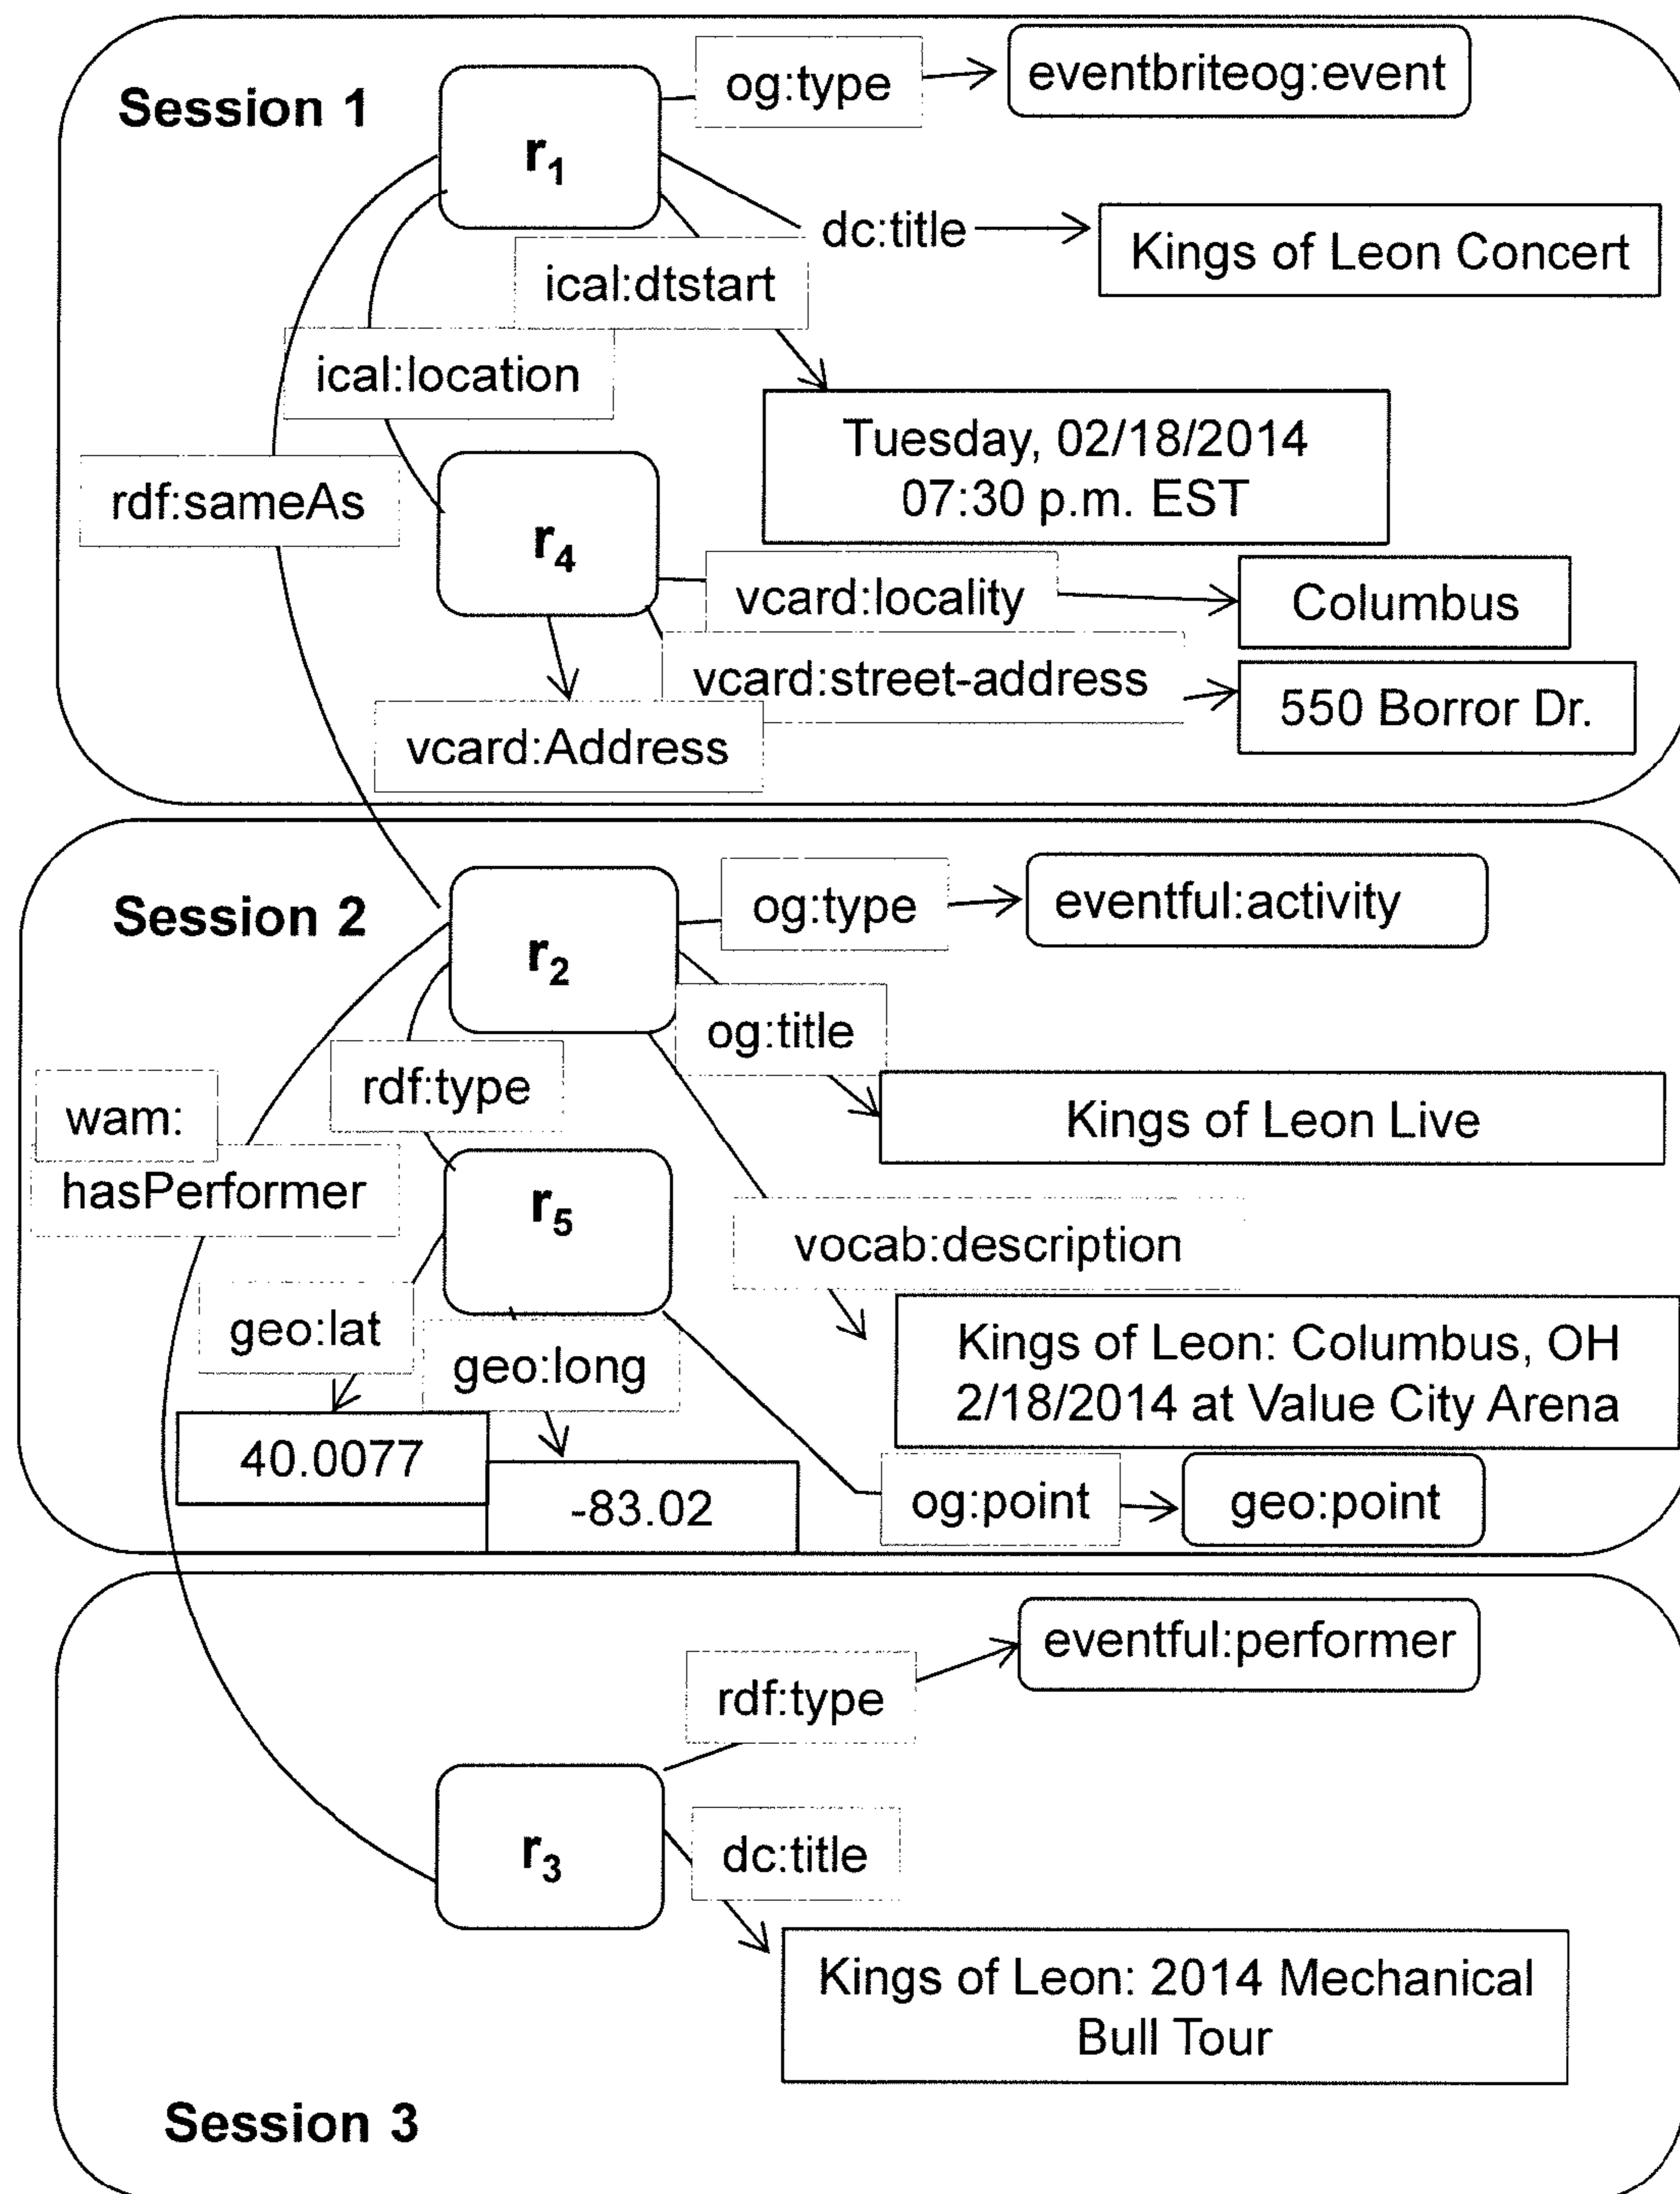 Session 1
r₁
og:type
eventbriteog:event
dc:title
Kings of Leon Concert
ical:dtstart
ical:location
Tuesday, 02/18/2014
07:30 p.m. EST
rdf:sameAs
r₄
vcard:locality
Columbus
vcard:street-address
550 Borror Dr.
vcard:Address
Session 2
r₂
og:type
eventful:activity
og:title
Kings of Leon Live
rdf:type
wam:
hasPerformer
r₅
vocab:description
Kings of Leon: Columbus, OH
2/18/2014 at Value City Arena
geo:lat
geo:long
40.0077
-83.02
og:point
geo:point
eventful:performer
rdf:type
r₃
dc:title
Kings of Leon: 2014 Mechanical
Bull Tour
Session 3